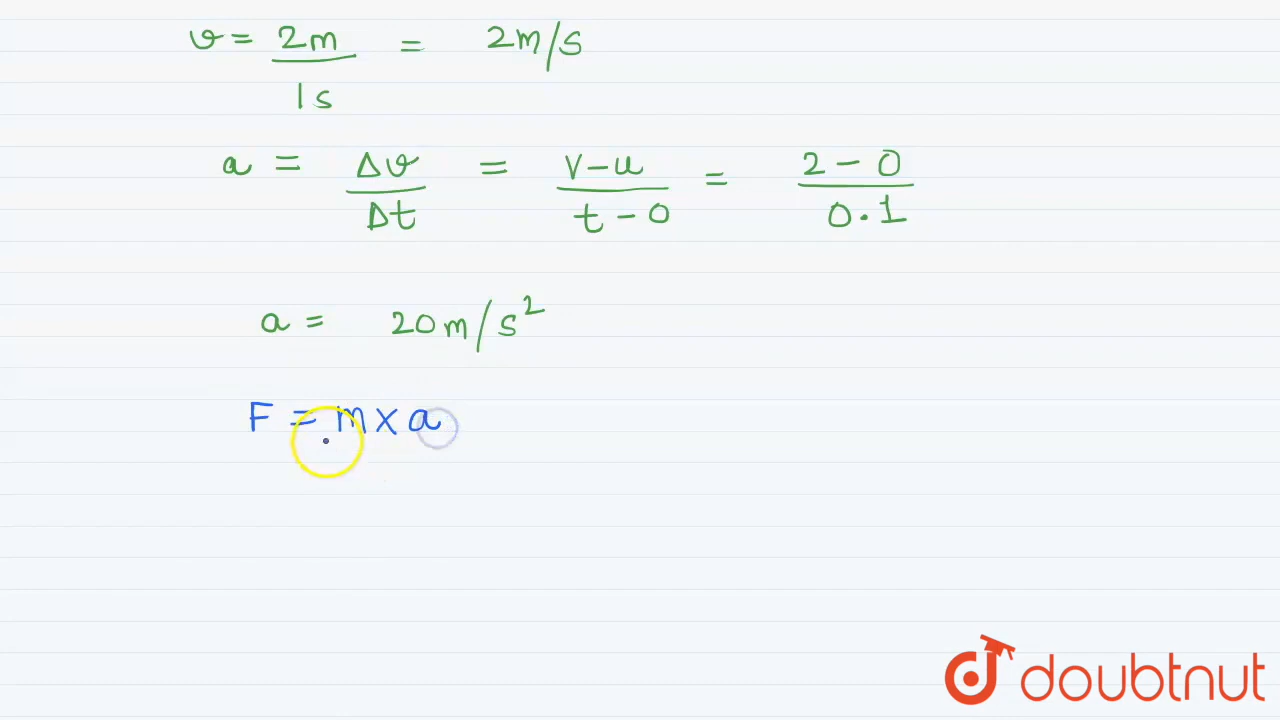 v = 2m / 1s = 2m/s
a = Δv / Δt = v-u / t-0 = 2-0 / 0.1
a = 20m/s²
F = m x a
doubtnut